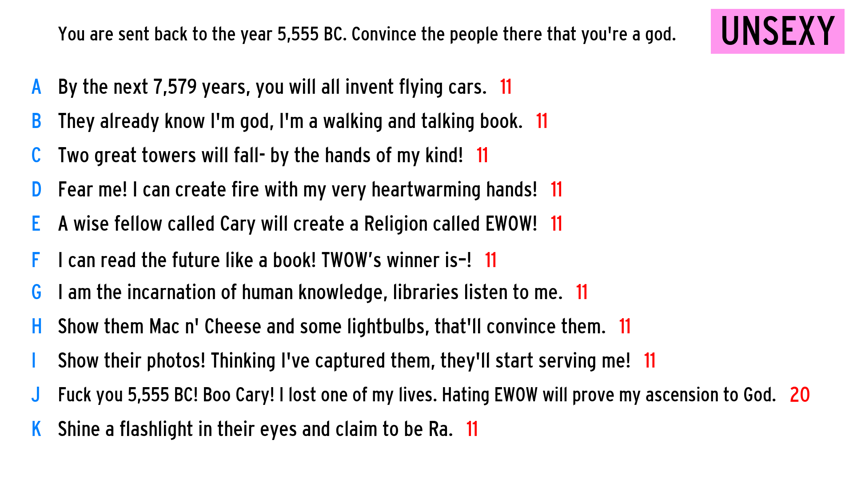 You are sent back to the year 5,555 BC. Convince the people there that you're a god.
UNSEXY
A By the next 7,579 years, you will all invent flying cars. 11
B They already know I'm god, I'm a walking and talking book. 11
C Two great towers will fall- by the hands of my kind! 11
D Fear me! I can create fire with my very heartwarming hands! 11
E A wise fellow called Cary will create a Religion called EWOW! 11
F I can read the future like a book! TWOW’s winner is–! 11
G I am the incarnation of human knowledge, libraries listen to me. 11
H Show them Mac n' Cheese and some lightbulbs, that'll convince them. 11
I Show their photos! Thinking I've captured them, they'll start serving me! 11
J Fuck you 5,555 BC! Boo Cary! I lost one of my lives. Hating EWOW will prove my ascension to God. 20
K Shine a flashlight in their eyes and claim to be Ra. 11